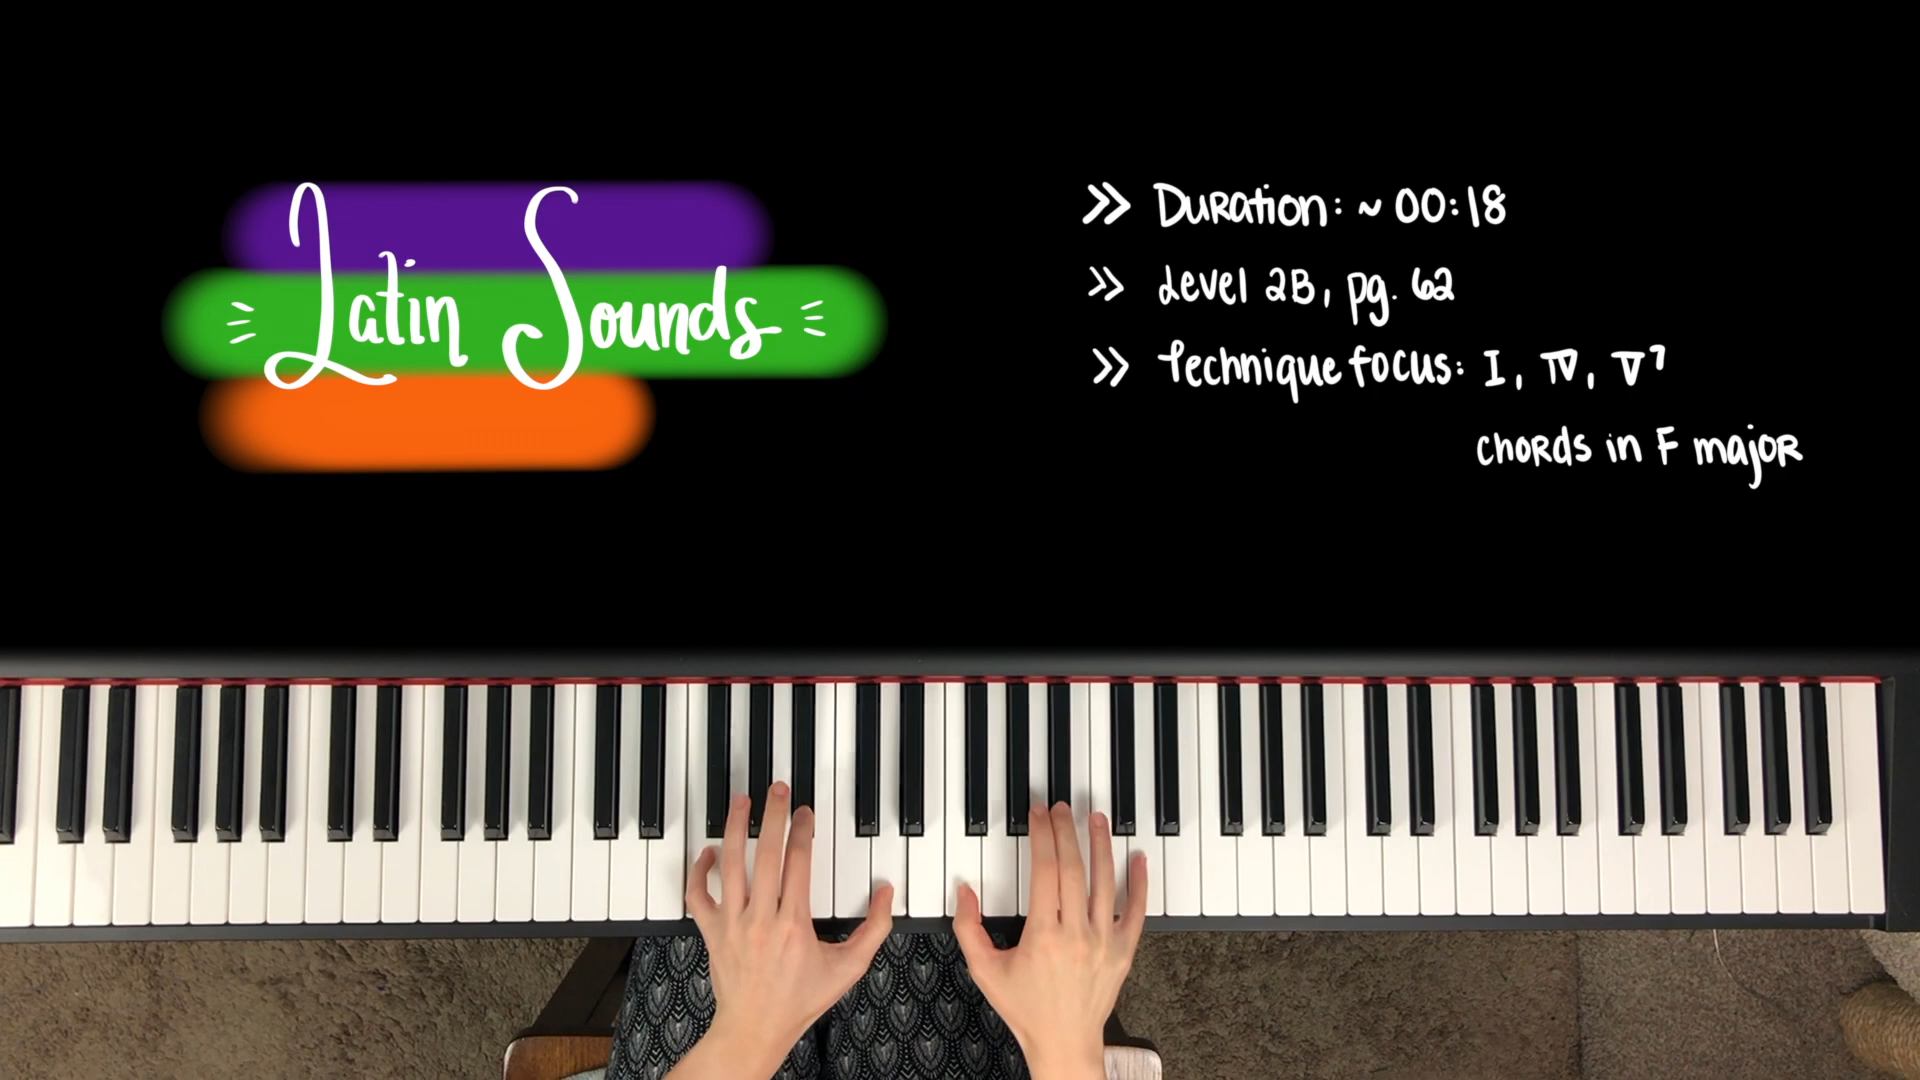 Latin Sounds
>> Duration: ~ 00:18
>> Level 2B, pg. 62
>> Technique focus: I, IV, V7
chords in F major